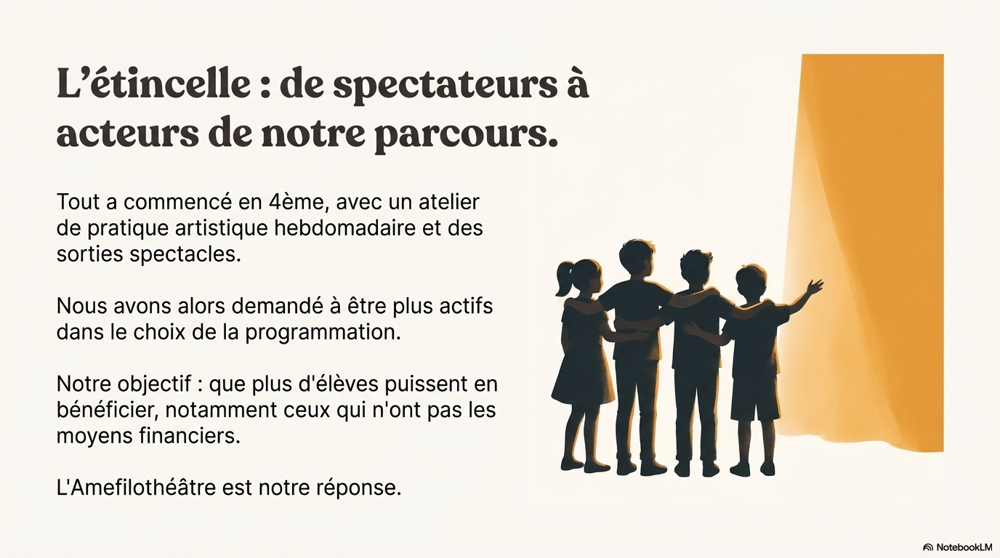 L’étincelle : de spectateurs à
acteurs de notre parcours.
Tout a commencé en 4ème, avec un atelier
de pratique artistique hebdomadaire et des
sorties spectacles.
Nous avons alors demandé à être plus actifs
dans le choix de la programmation.
Notre objectif : que plus d'élèves puissent en
bénéficier, notamment ceux qui n'ont pas les
moyens financiers.
L'Amefilothéâtre est notre réponse.
NotebookLM